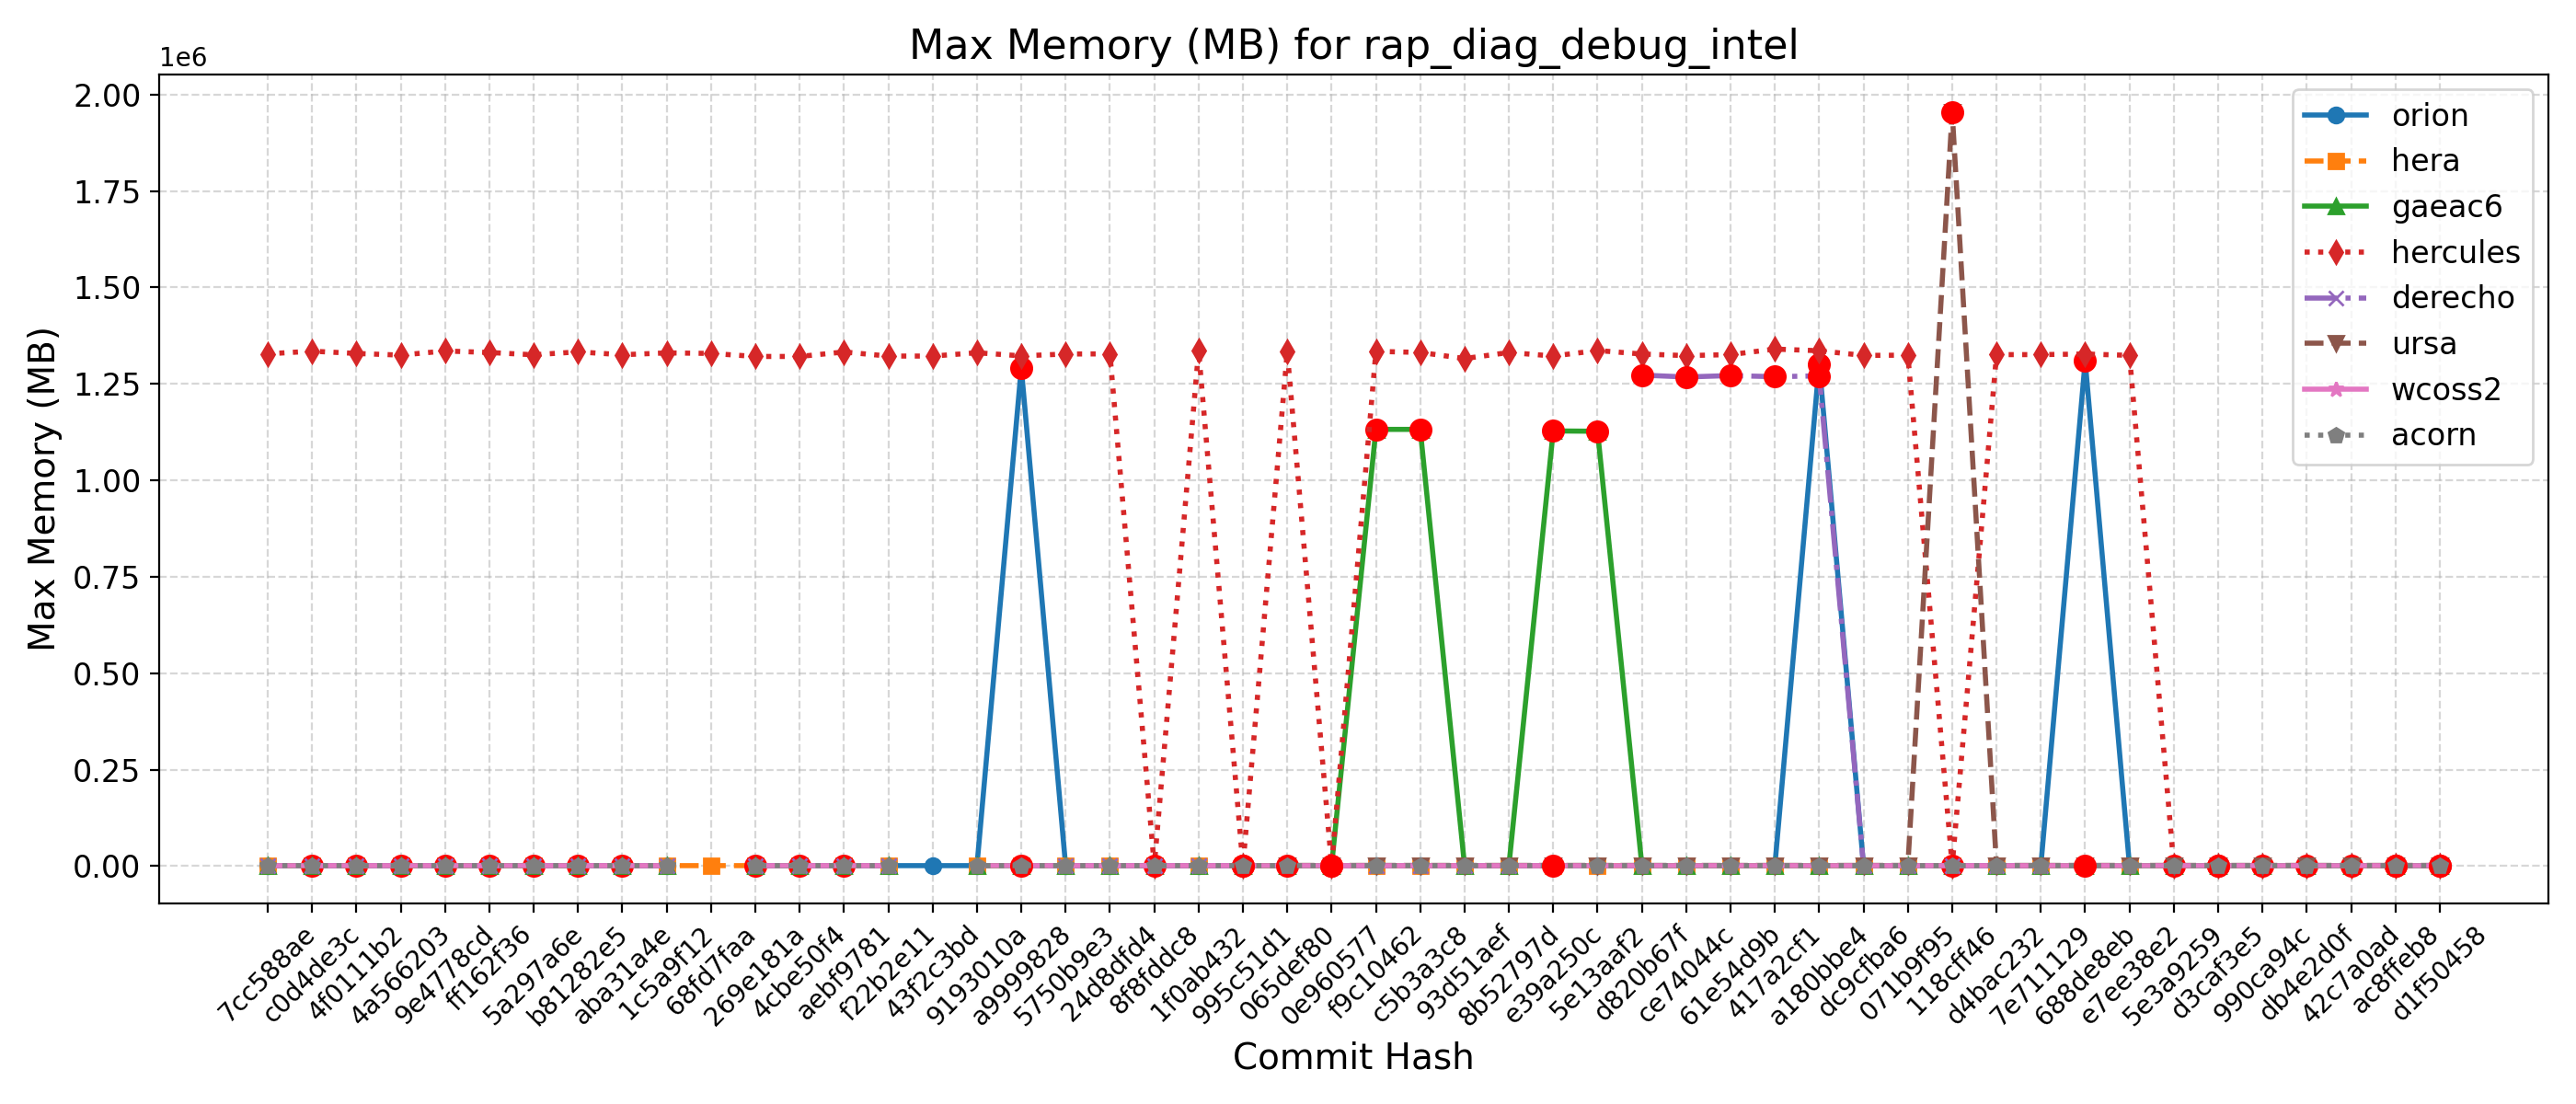 Max Memory (MB) for rap_diag_debug_intel
1e6
2.00
1.75
1.50
1.25
1.00
0.75
0.50
0.25
0.00
Max Memory (MB)
orion
hera
gaeac6
hercules
derecho
ursa
wcoss2
acorn
7cc588ae
c0d4de3c
4f0111b2
4a566203
9e4778cd
ff162f36
5a297a6e
b81282e5
aba31a4e
1c5a9f12
68fd7faa
269e181a
4cbe50f4
aebf9781
f22b2e11
43f2c3bd
9193010a
a9999828
5750b9e3
24d8dfd4
8f8fddc8
1f0ab432
995c51d1
065def80
0e960577
f9c10462
c5b3a3c8
93d51aef
8b52797d
e39a250c
5e13aaf2
d820b67f
ce74044c
61e54d9b
417a2cf1
a180bbe4
dc9cfba6
071b9f95
118cff46
d4bac232
7e711129
688de8eb
e7ee38e2
5e3a9259
d3caf3e5
990ca94c
db4e2d0f
42c7a0ad
ac8ffeb8
d1f50458
Commit Hash